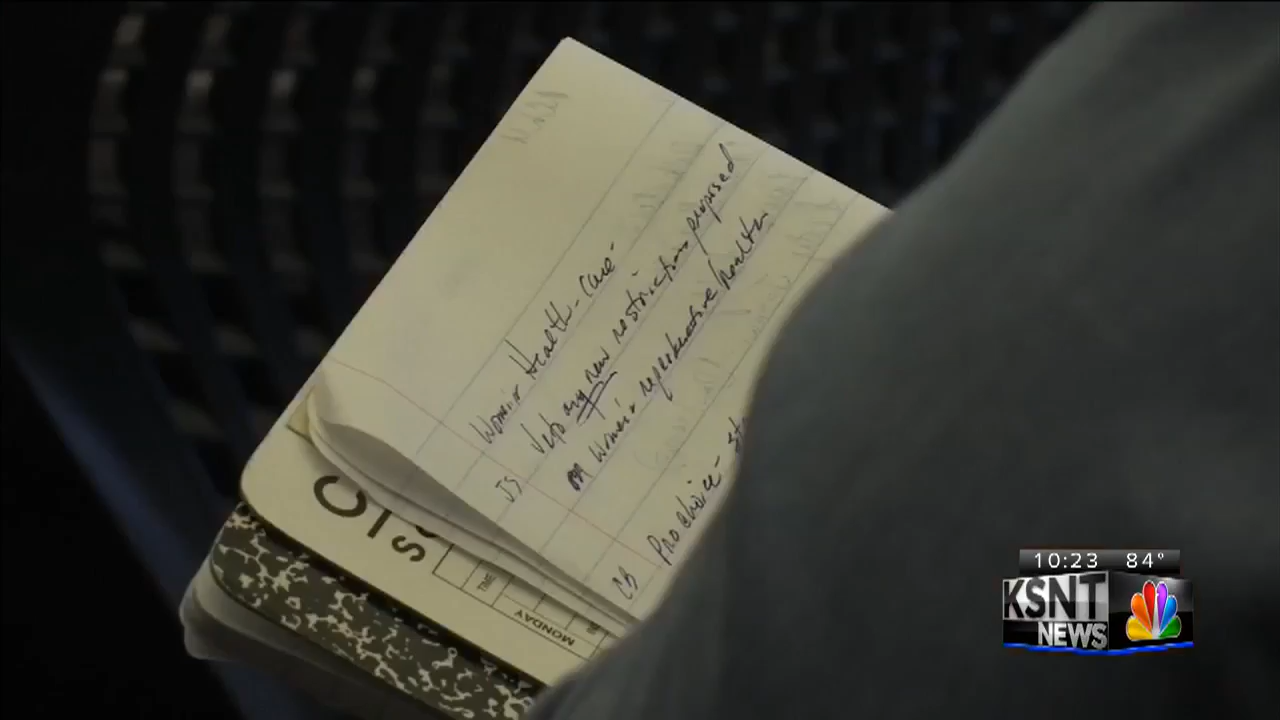 Women's Health-Care-
JS Veto any new restrictions proposed
on women's reproductive health
CB Pro choice -
TIME
MONDAY
10:23 84°
KSNT
NEWS